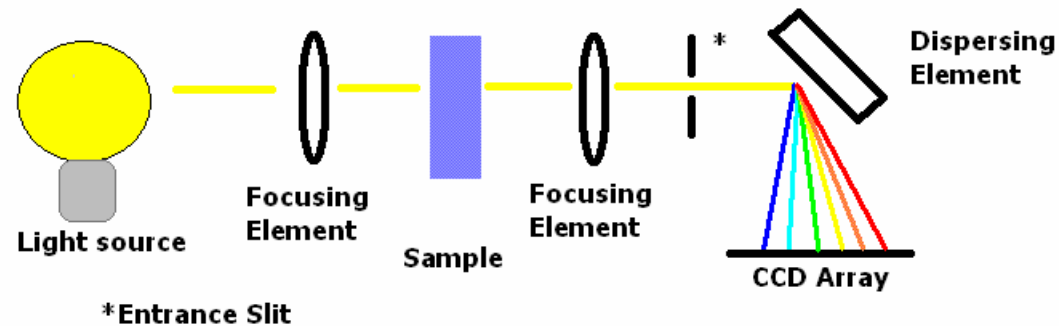 *
Dispersing
Element
Focusing
Element
Focusing
Element
Light source
Sample
CCD Array
*Entrance Slit